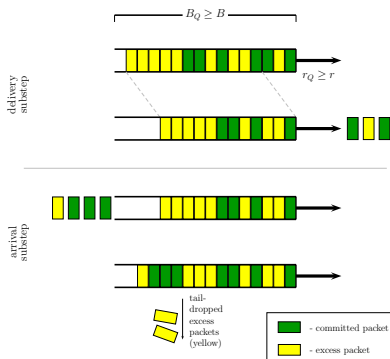 B_Q ≥ B
r_Q ≥ r
delivery
substep
arrival
substep
tail-
dropped
excess
packets
(yellow)
- committed packet
- excess packet